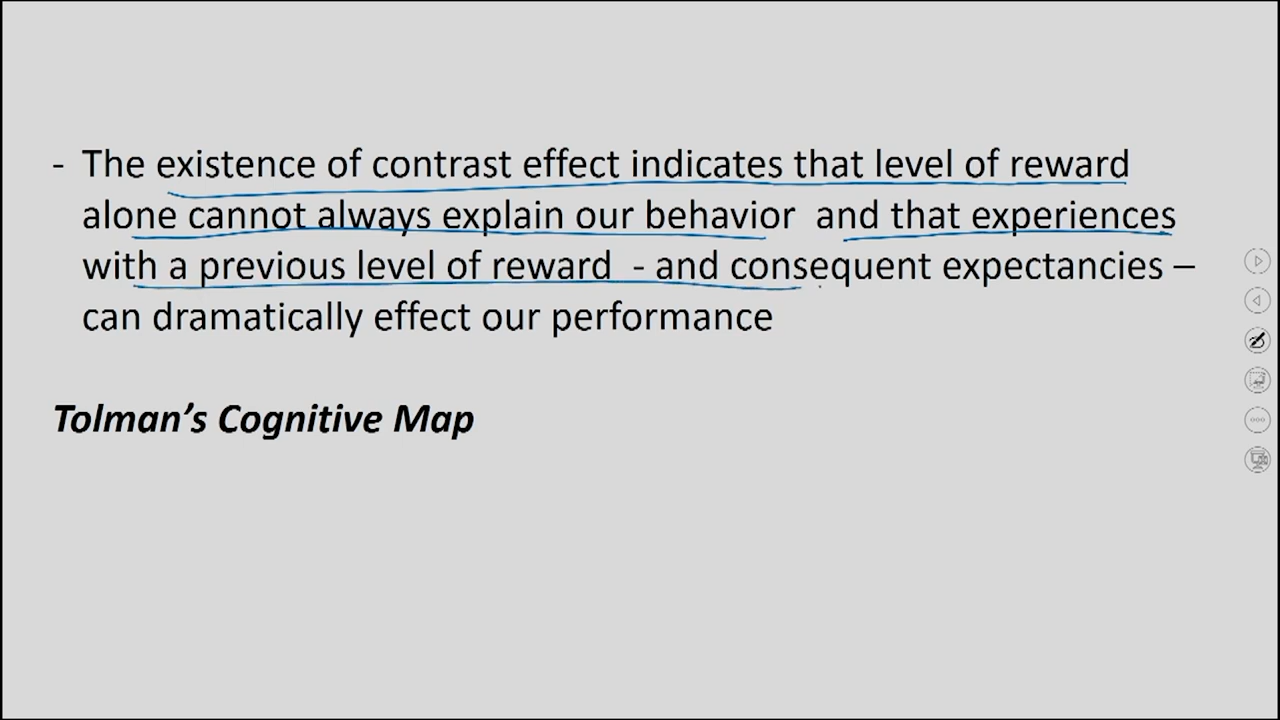 - The existence of contrast effect indicates that level of reward
alone cannot always explain our behavior and that experiences
with a previous level of reward - and consequent expectancies –
can dramatically effect our performance
Tolman’s Cognitive Map